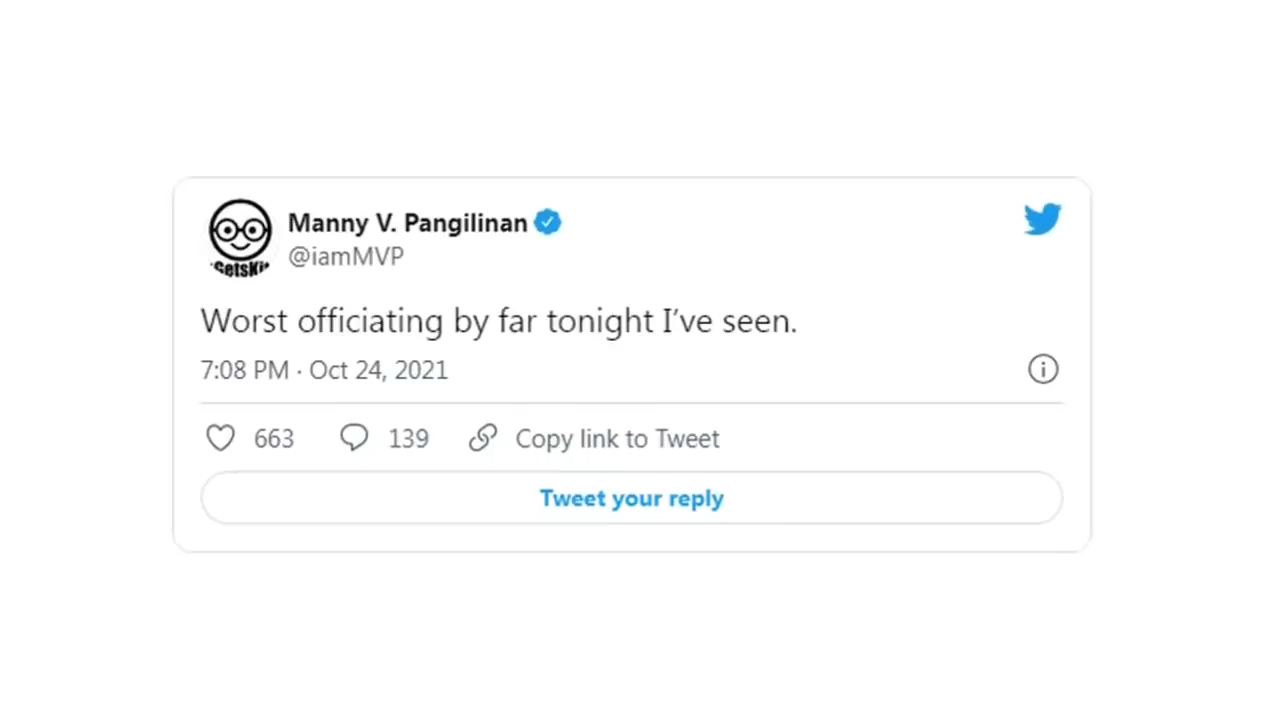 Manny V. Pangilinan
@iamMVP
Worst officiating by far tonight I've seen.
7:08 PM · Oct 24, 2021
663 139 Copy link to Tweet
Tweet your reply